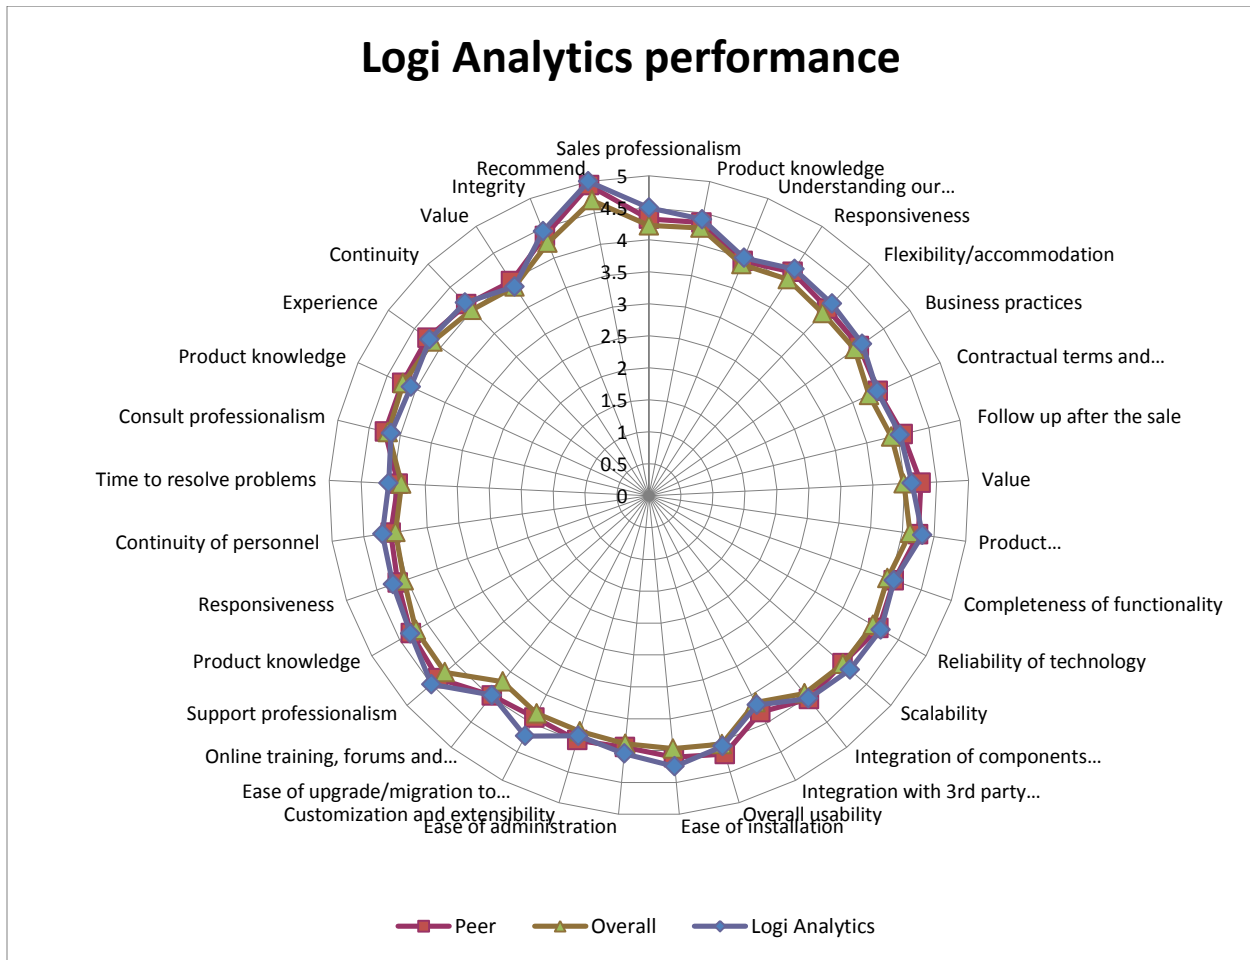 Logi Analytics performance
Sales professionalism
Product knowledge
Understanding our...
Responsiveness
Flexibility/accommodation
Business practices
Contractual terms and...
Follow up after the sale
Value
Product...
Completeness of functionality
Reliability of technology
Scalability
Integration of components...
Integration with 3rd party...
Overall usability
Ease of installation
Ease of administration
Customization and extensibility
Ease of upgrade/migration to...
Online training, forums and...
Support professionalism
Product knowledge
Responsiveness
Continuity of personnel
Time to resolve problems
Consult professionalism
Product knowledge
Experience
Continuity
Value
Integrity
Recommend
5
4.5
4
3.5
3
2.5
2
1.5
1
0.5
0
Peer
Overall
Logi Analytics